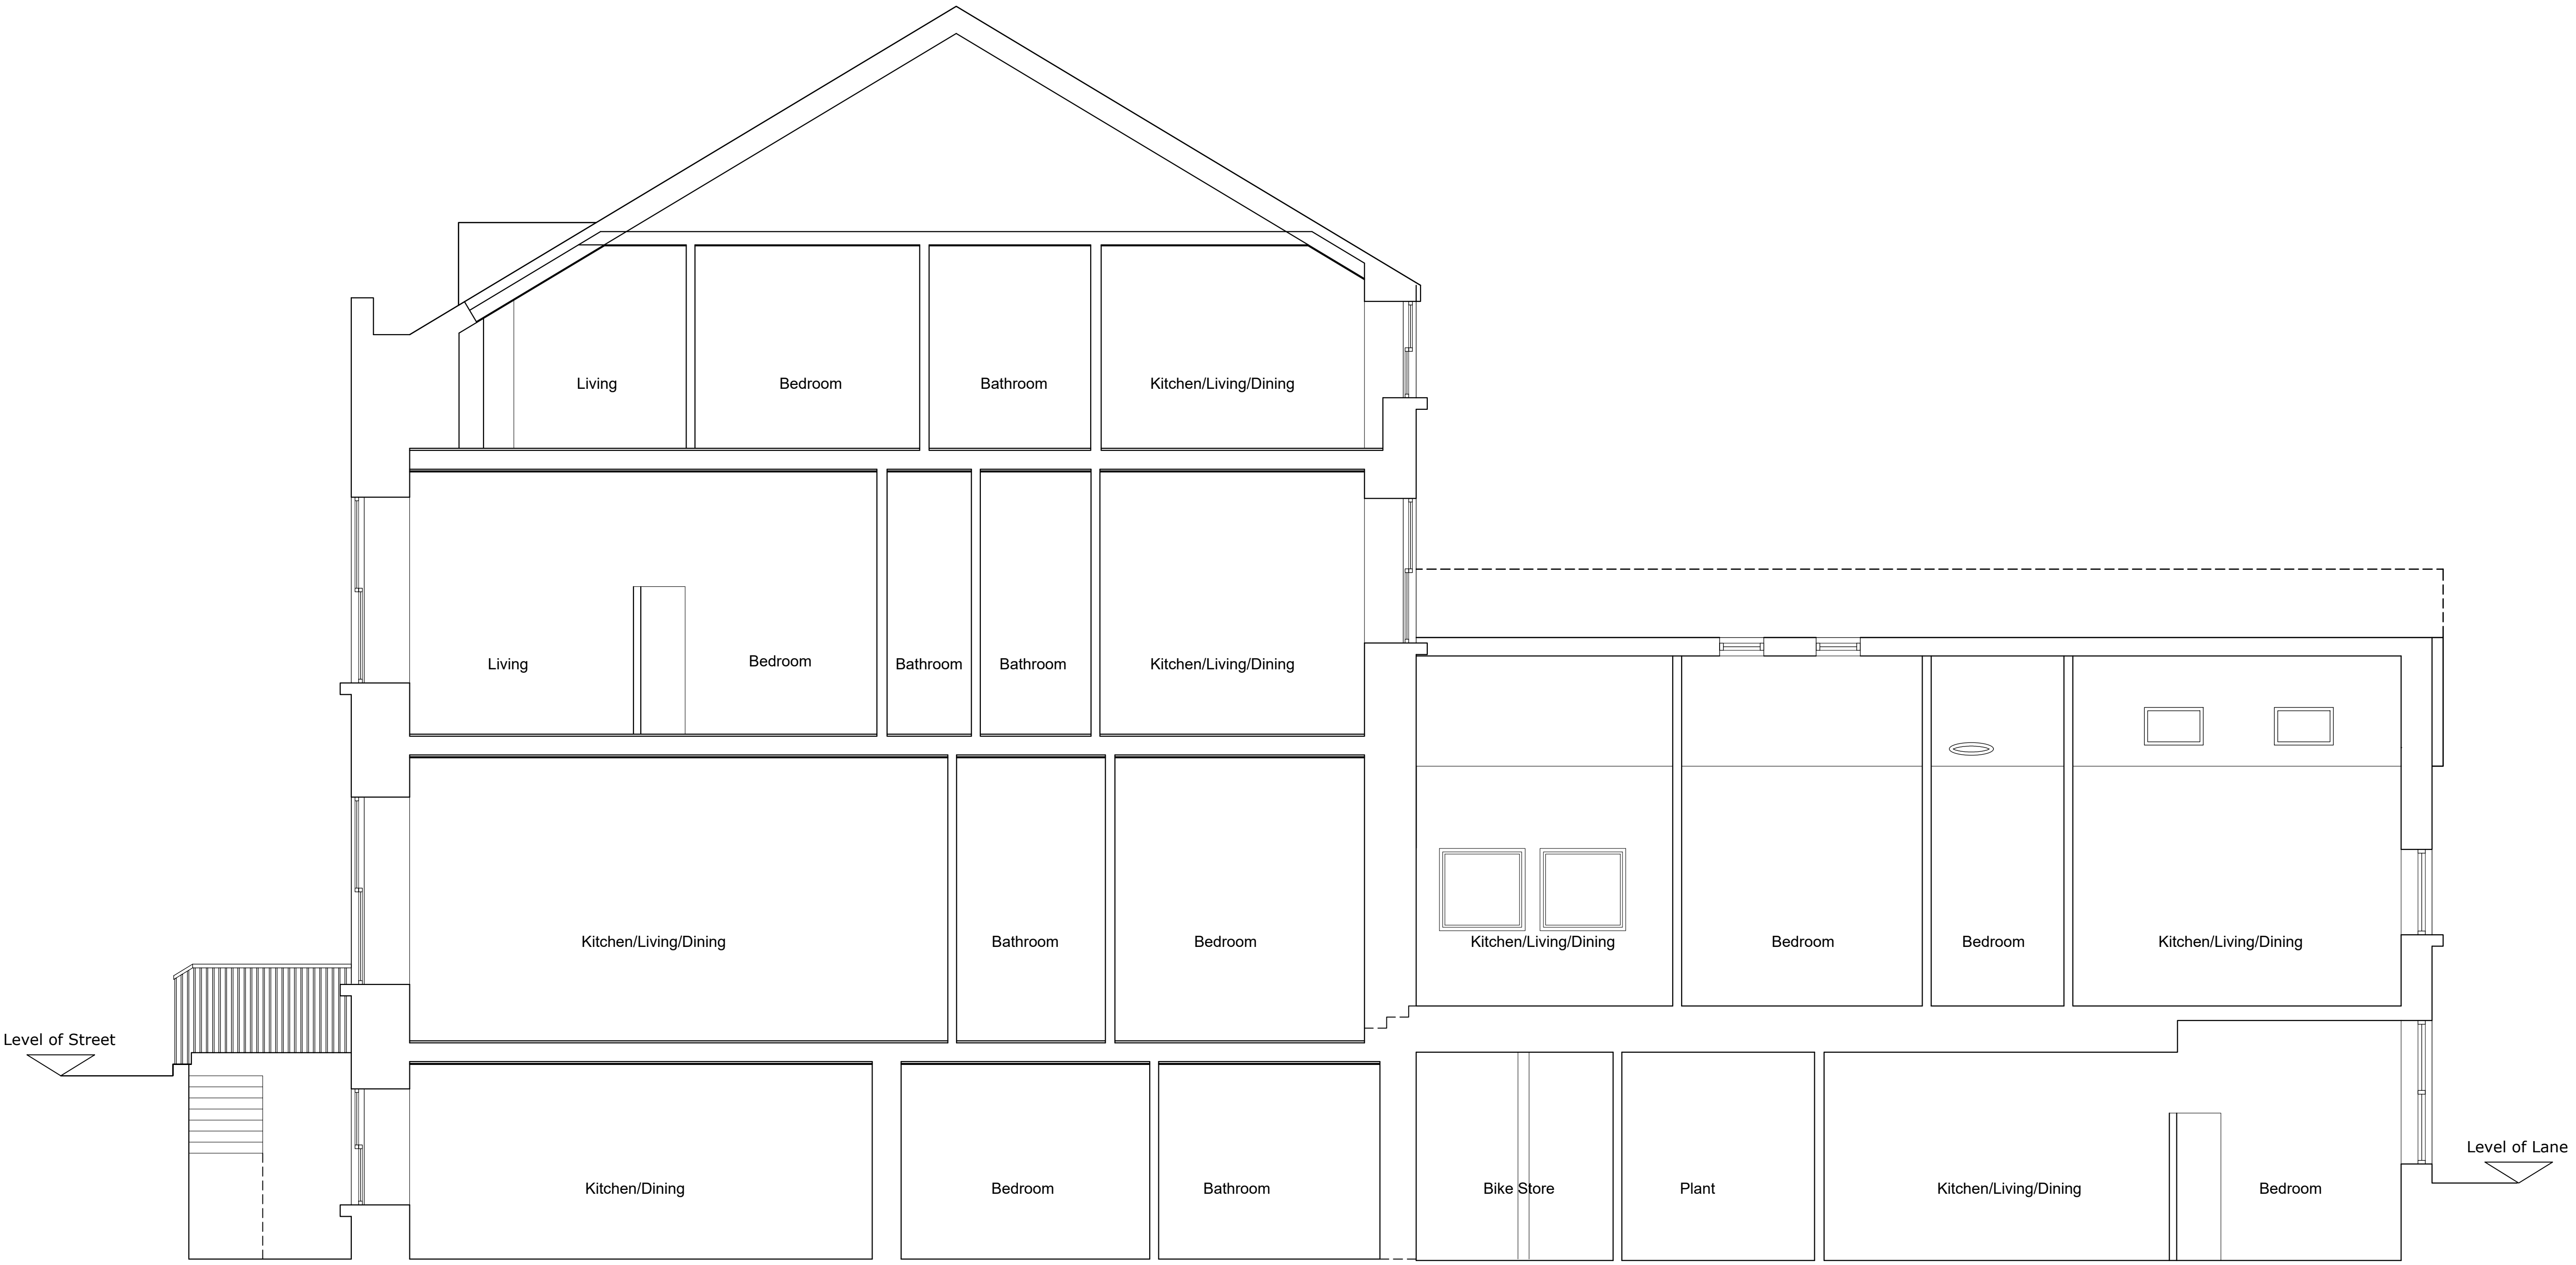 Living
Bedroom
Bathroom
Kitchen/Living/Dining
Living
Bedroom
Bathroom
Bathroom
Kitchen/Living/Dining
Kitchen/Living/Dining
Bathroom
Bedroom
Kitchen/Living/Dining
Bedroom
Bedroom
Kitchen/Living/Dining
Level of Street
Level of Lane
Kitchen/Dining
Bedroom
Bathroom
Bike Store
Plant
Kitchen/Living/Dining
Bedroom